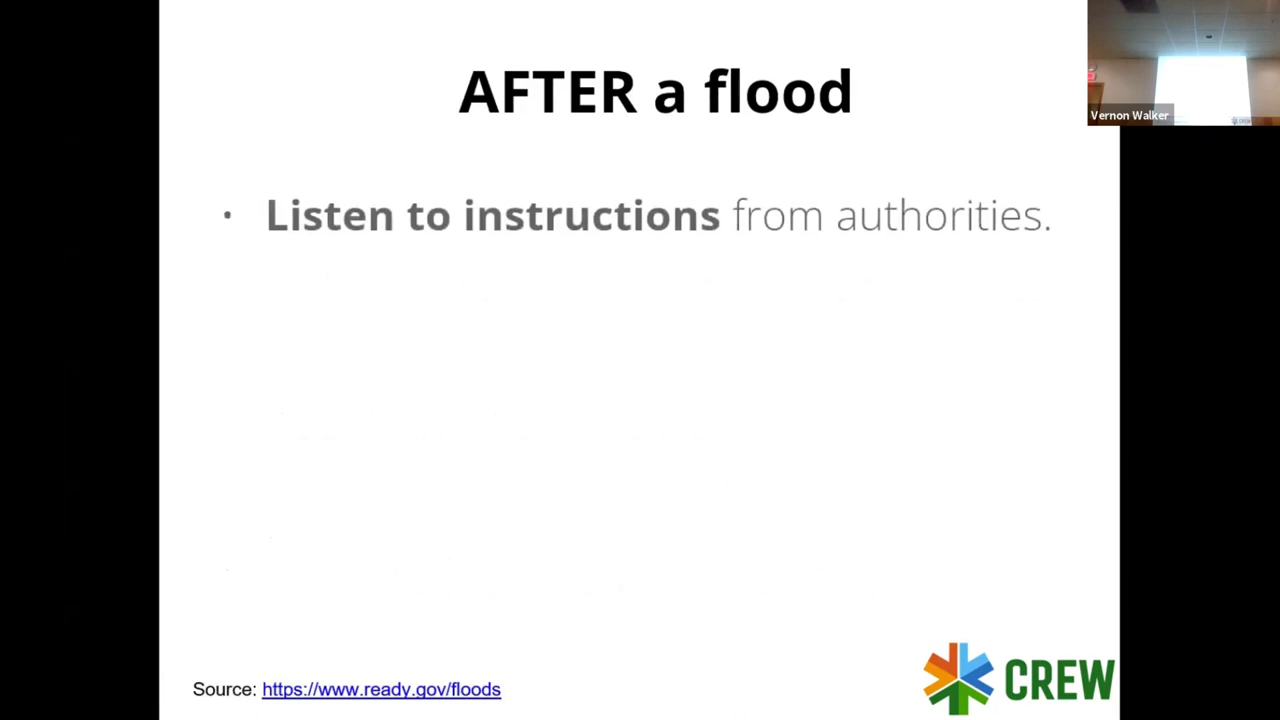 AFTER a flood
Vernon Walker
• Listen to instructions from authorities.
Source: https://www.ready.gov/floods
CREW